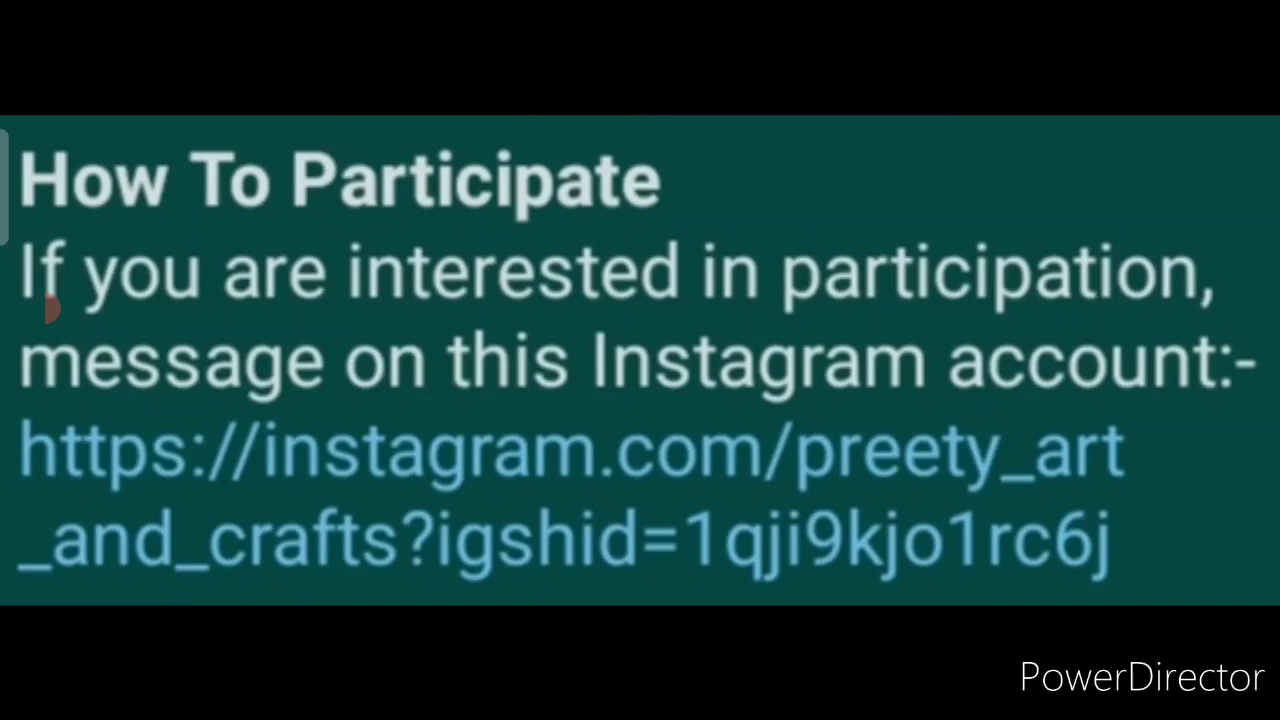 How To Participate
If you are interested in participation,
message on this Instagram account:-
https://instagram.com/preety_art
_and_crafts?igshid=1qji9kjo1rc6j
PowerDirector